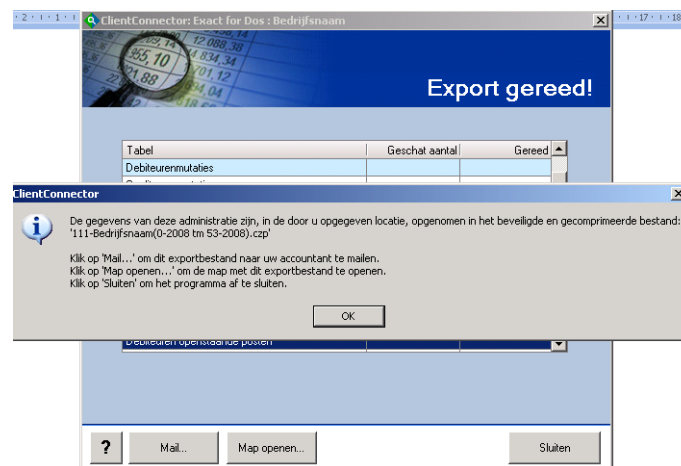 ClientConnector: Exact for Dos : Bedrijfsnaam
Export gereed!
Tabel Geschat aantal Gereed
Debiteurenmutaties
ClientConnector
De gegevens van deze administratie zijn, in de door u opgegeven locatie, opgenomen in het beveiligde en gecomprimeerde bestand:
'111-Bedrijfsnaam(0-2008 tm 53-2008).czp'
Klik op 'Mail...' om dit exportbestand naar uw accountant te mailen.
Klik op 'Map openen...' om de map met dit exportbestand te openen.
Klik op 'Sluiten' om het programma af te sluiten.
OK
Debiteuren openstaande posten
? Mail... Map openen... Sluiten